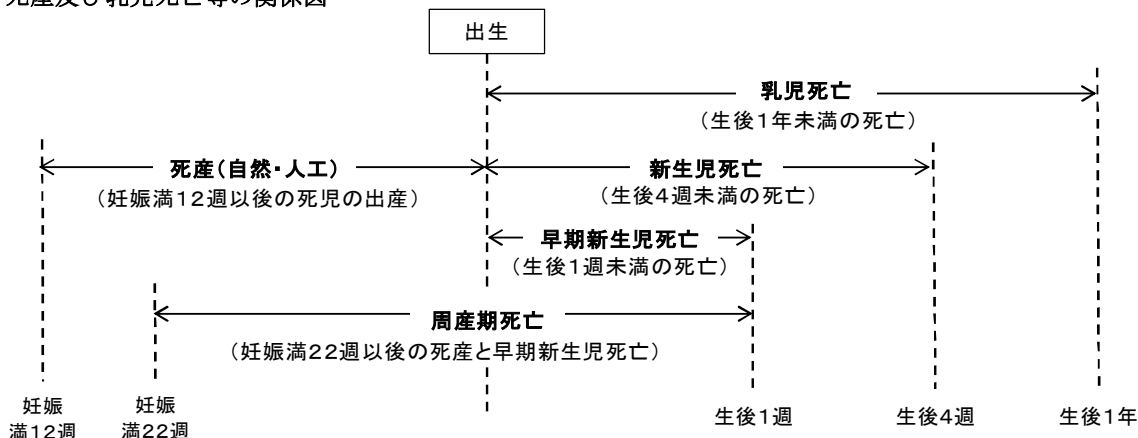 死産及び乳児死亡等の関係図
出生
乳児死亡
(生後1年未満の死亡)
死産(自然・人工)
(妊娠満12週以後の死児の出産)
新生児死亡
(生後4週未満の死亡)
早期新生児死亡
(生後1週未満の死亡)
周産期死亡
(妊娠満22週以後の死産と早期新生児死亡)
妊娠
満12週
妊娠
満22週
生後1週
生後4週
生後1年